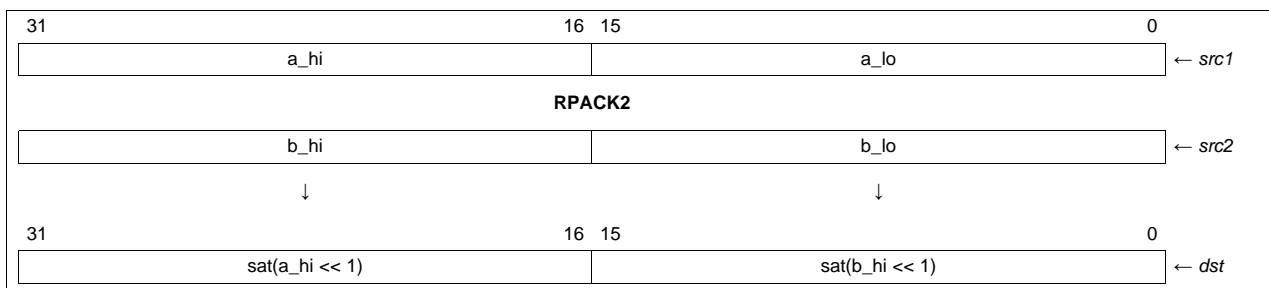 31 16 15 0
a_hi a_lo ← src1
RPACK2
b_hi b_lo ← src2
↓ ↓
31 16 15 0
sat(a_hi << 1) sat(b_hi << 1) ← dst